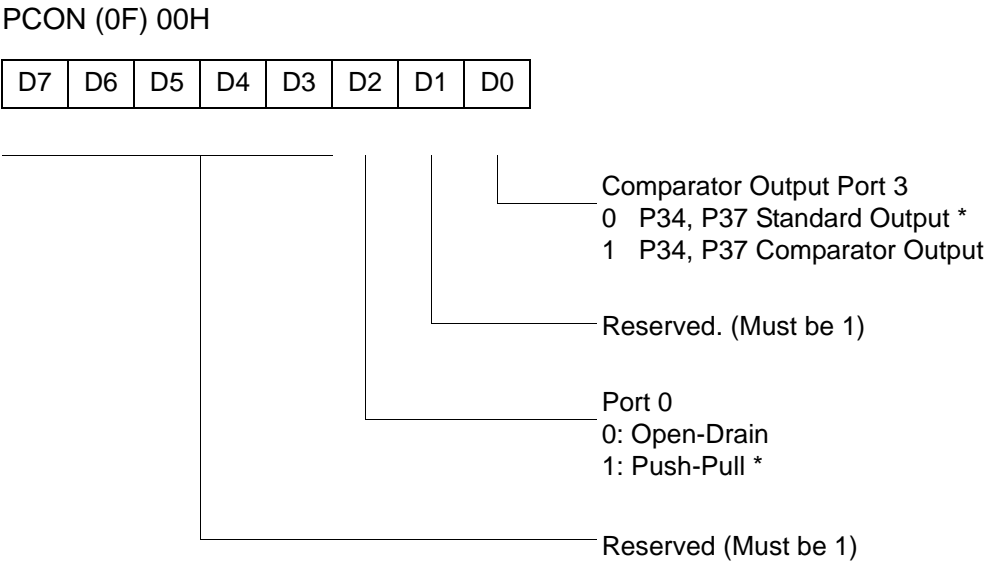 PCON (0F) 00H
D7 D6 D5 D4 D3 D2 D1 D0
Comparator Output Port 3
0 P34, P37 Standard Output *
1 P34, P37 Comparator Output
Reserved. (Must be 1)
Port 0
0: Open-Drain
1: Push-Pull *
Reserved (Must be 1)